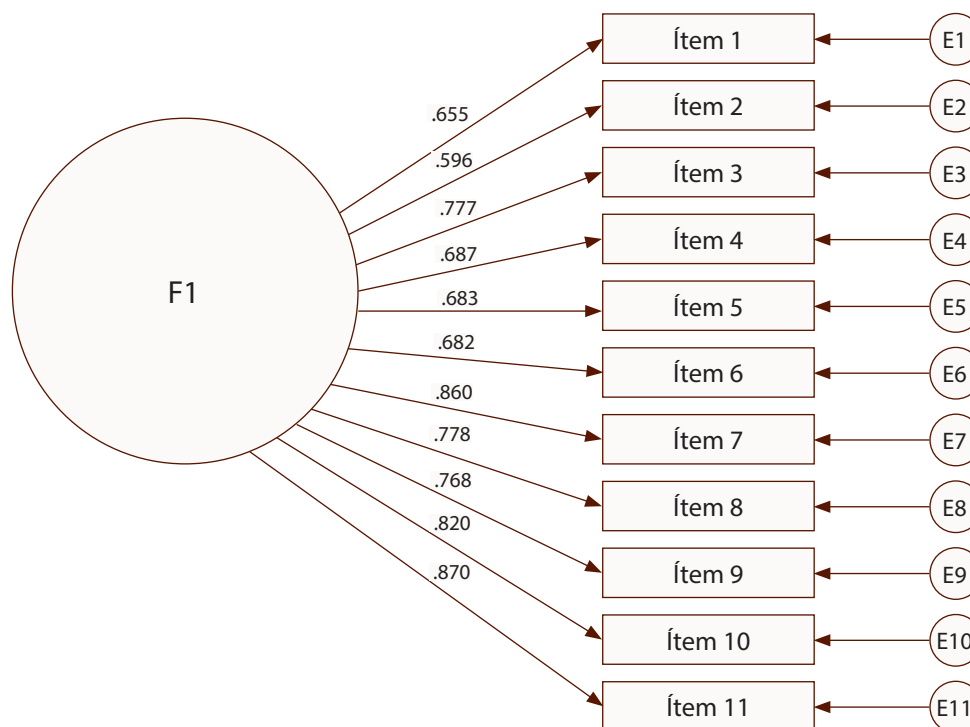 F1
.655
.596
.777
.687
.683
.682
.860
.778
.768
.820
.870
Ítem 1
E1
Ítem 2
E2
Ítem 3
E3
Ítem 4
E4
Ítem 5
E5
Ítem 6
E6
Ítem 7
E7
Ítem 8
E8
Ítem 9
E9
Ítem 10
E10
Ítem 11
E11